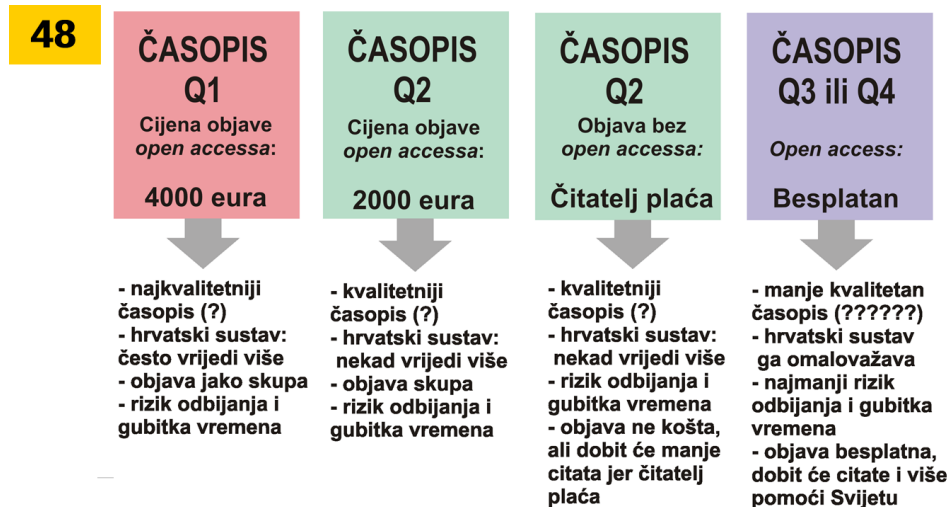 48
ČASOPIS
Q1
Cijena objave
open accessa:
4000 eura
- najkvalitetniji
časopis (?)
- hrvatski sustav:
često vrijedi više
- objava jako skupa
- rizik odbijanja i
gubitka vremena
ČASOPIS
Q2
Cijena objave
open accessa:
2000 eura
- kvalitetniji
časopis (?)
- hrvatski sustav:
nekad vrijedi više
- objava skupa
- rizik odbijanja i
gubitka vremena
ČASOPIS
Q2
Objava bez
open accessa:
Čitatelj plaća
- kvalitetniji
časopis (?)
- hrvatski sustav:
nekad vrijedi više
- rizik odbijanja i
gubitka vremena
- objava ne košta,
ali dobit će manje
citata jer čitatelj
plaća
ČASOPIS
Q3 ili Q4
Open access:
Besplatan
- manje kvalitetan
časopis (??????)
- hrvatski sustav
ga omalovažava
- najmanji rizik
odbijanja i gubitka
vremena
- objava besplatna,
dobit će citate i više
pomoći Svijetu